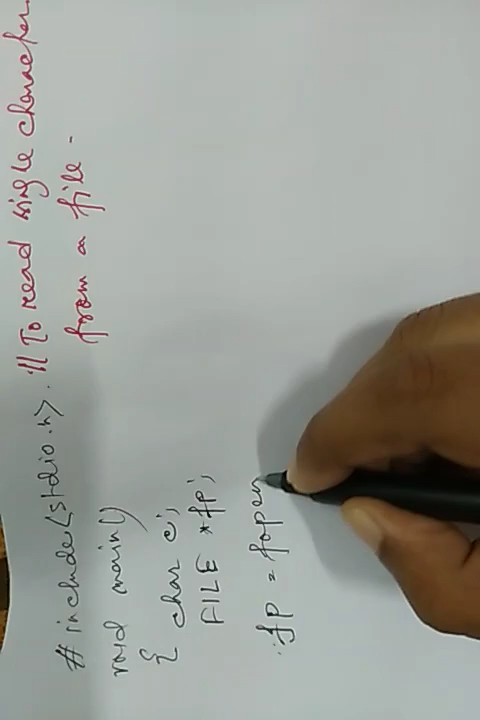 #include<stdio.h>. // To read single character
from a file -
void main()
{ char c;
FILE *fp;
fp = fopen